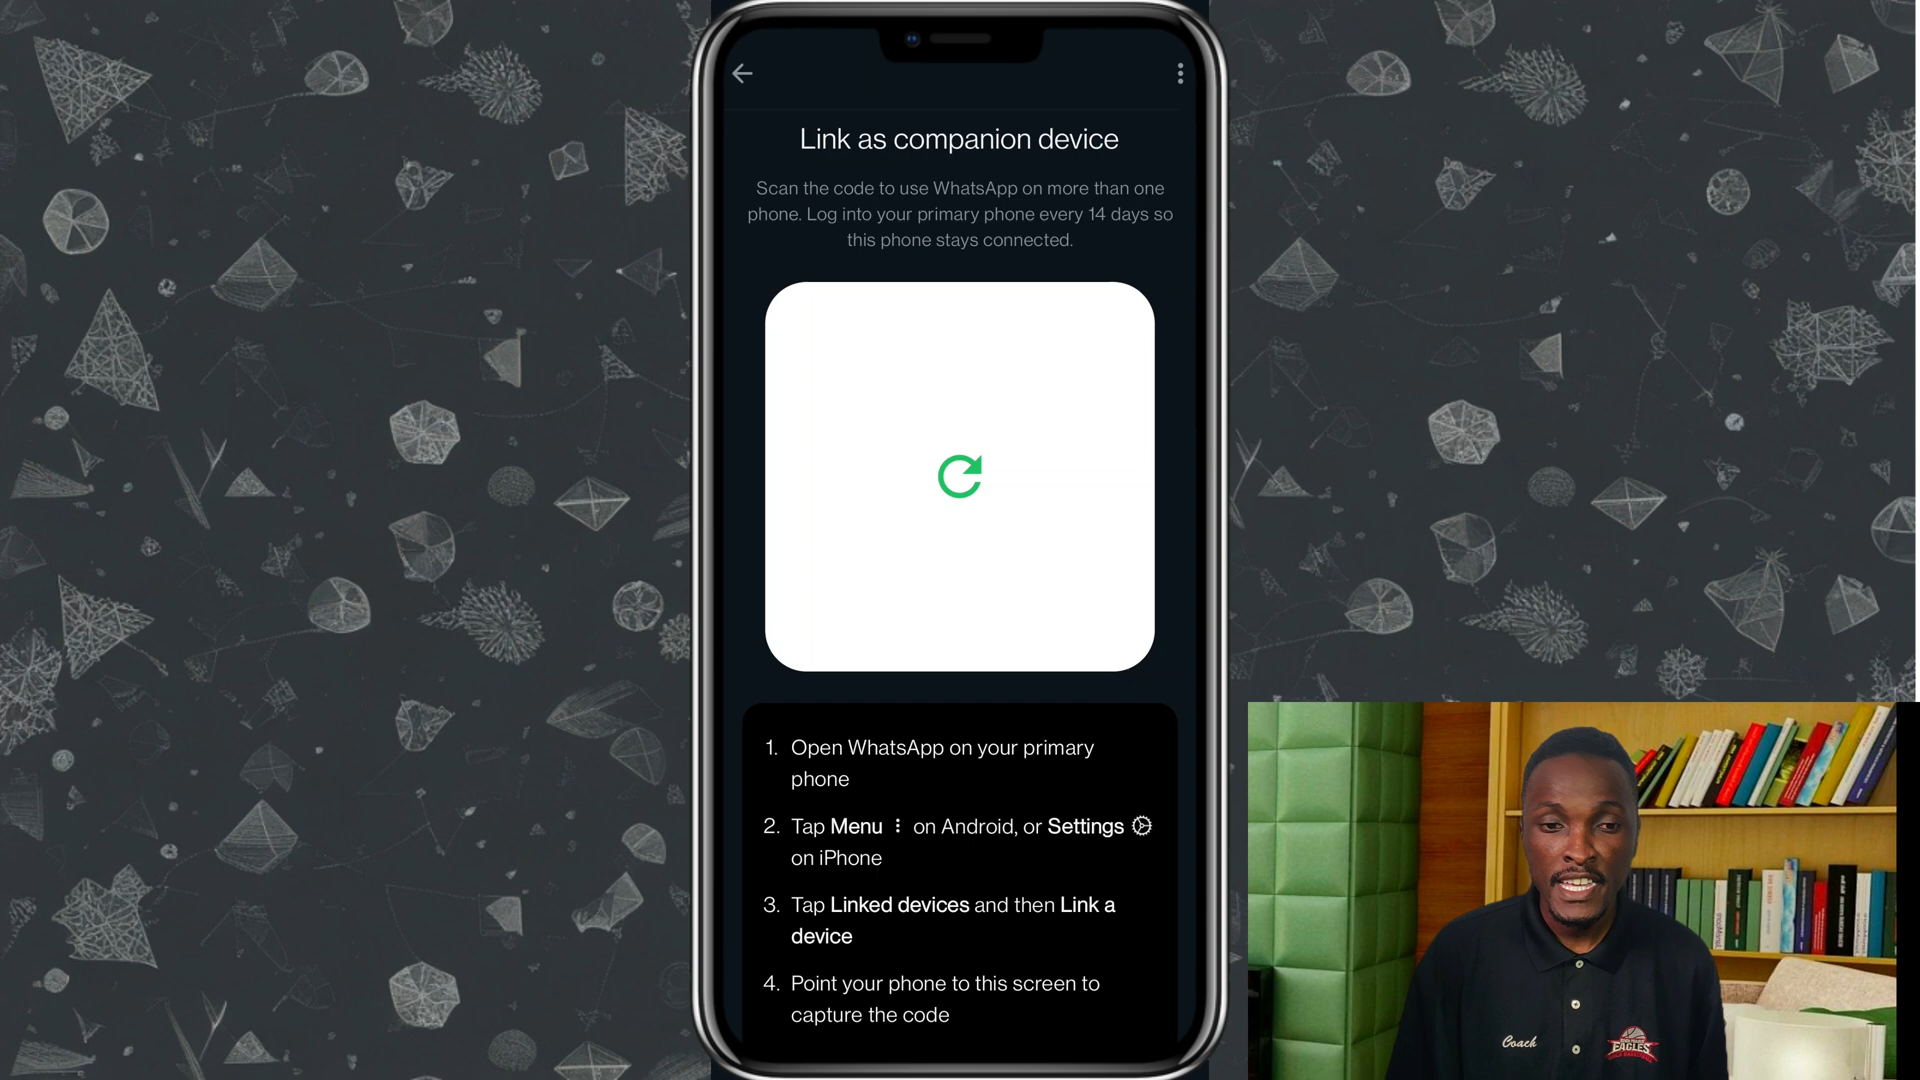 Link as companion device
Scan the code to use WhatsApp on more than one
phone. Log into your primary phone every 14 days so
this phone stays connected.
1. Open WhatsApp on your primary
phone
2. Tap Menu ⋮ on Android, or Settings
on iPhone
3. Tap Linked devices and then Link a
device
4. Point your phone to this screen to
capture the code
Coach
EAGLES